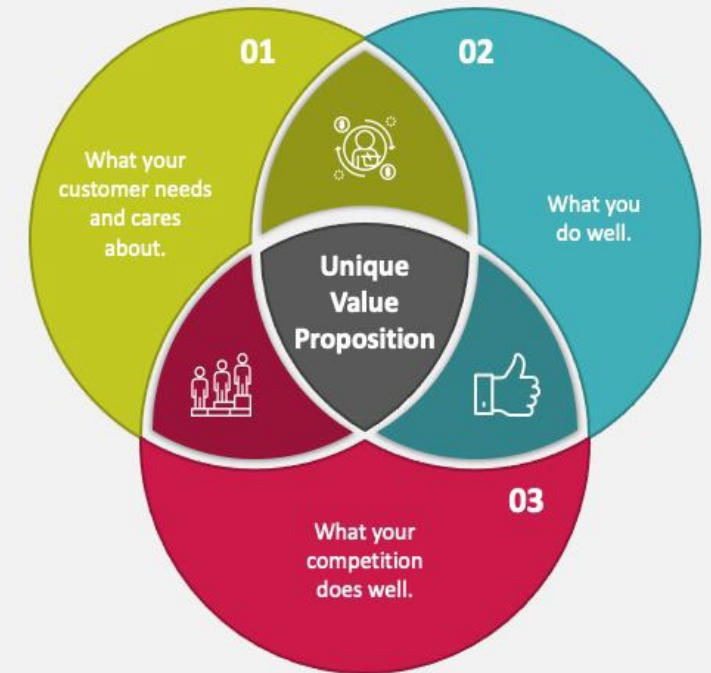 01
What your
customer needs
and cares
about.
02
What you
do well.
Unique
Value
Proposition
03
What your
competition
does well.